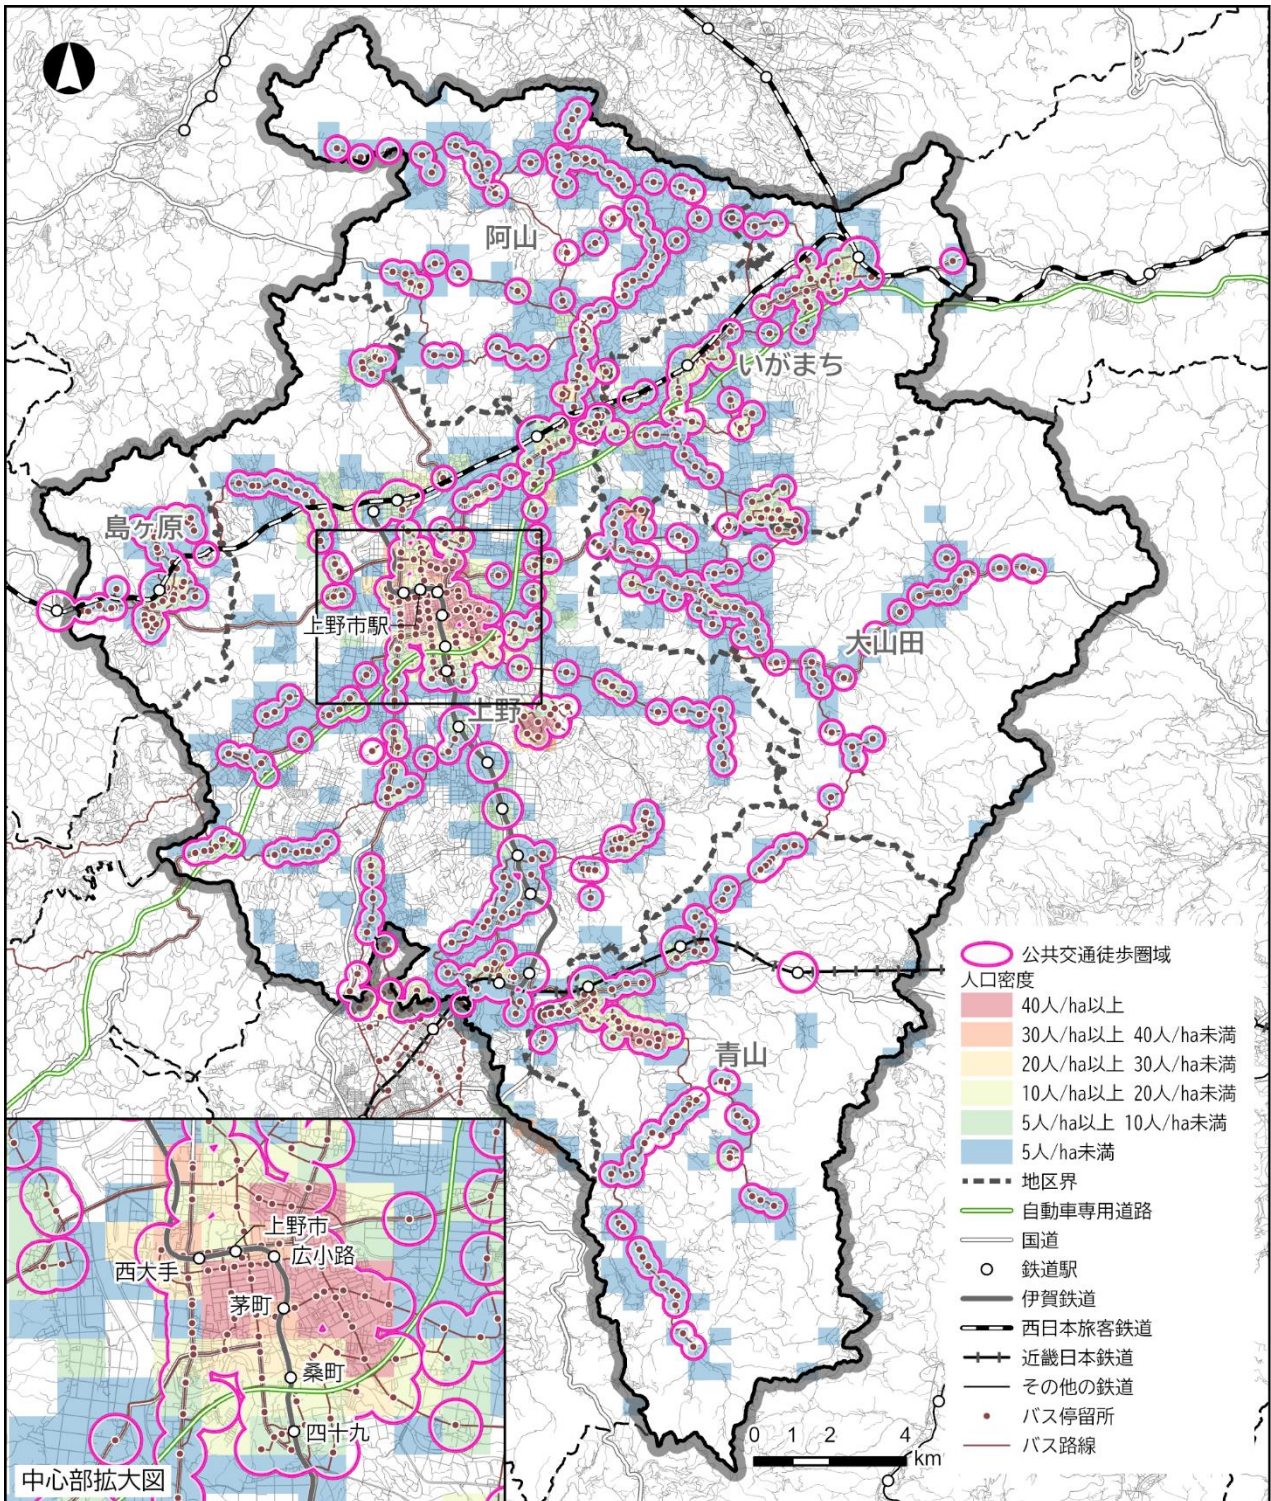 阿山
いがまち
島ヶ原
上野市駅
大山田
上野
青山
公共交通徒歩圏域
人口密度
40人/ha以上
30人/ha以上 40人/ha未満
20人/ha以上 30人/ha未満
10人/ha以上 20人/ha未満
5人/ha以上 10人/ha未満
5人/ha未満
地区界
自動車専用道路
国道
鉄道駅
伊賀鉄道
西日本旅客鉄道
近畿日本鉄道
その他の鉄道
バス停留所
バス路線
0 1 2 4
km
上野市
広小路
西大手
茅町
桑町
四十九
中心部拡大図